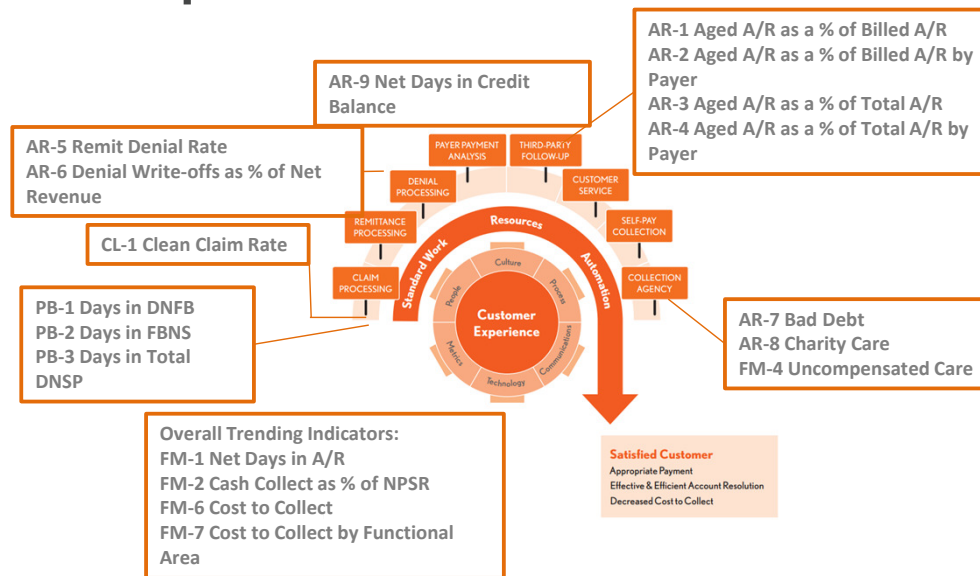 AR-1 Aged A/R as a % of Billed A/R
AR-2 Aged A/R as a % of Billed A/R by
Payer
AR-3 Aged A/R as a % of Total A/R
AR-4 Aged A/R as a % of Total A/R by
Payer
AR-9 Net Days in Credit
Balance
AR-5 Remit Denial Rate
AR-6 Denial Write-offs as % of Net
Revenue
CL-1 Clean Claim Rate
PB-1 Days in DNFB
PB-2 Days in FBNS
PB-3 Days in Total
DNSP
CLAIM
PROCESSING
REMITTANCE
PROCESSING
DENIAL
PROCESSING
PAYER PAYMENT
ANALYSIS
THIRD-PARTY
FOLLOW-UP
CUSTOMER
SERVICE
SELF-PAY
COLLECTION
COLLECTION
AGENCY
Standard Work
Resources
Automation
People
Culture
Process
Communications
Technology
Metrics
Customer
Experience
AR-7 Bad Debt
AR-8 Charity Care
FM-4 Uncompensated Care
Overall Trending Indicators:
FM-1 Net Days in A/R
FM-2 Cash Collect as % of NPSR
FM-6 Cost to Collect
FM-7 Cost to Collect by Functional
Area
Satisfied Customer
Appropriate Payment
Effective & Efficient Account Resolution
Decreased Cost to Collect